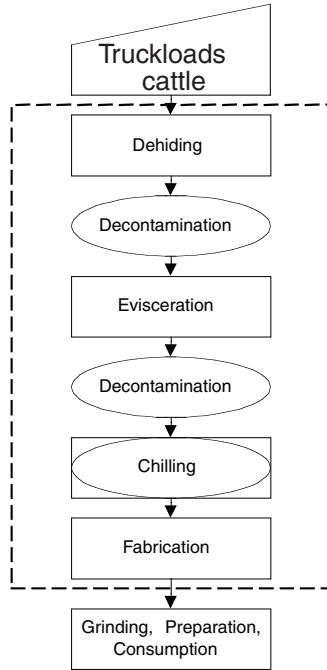 Truckloads
cattle
Dehiding
Decontamination
Evisceration
Decontamination
Chilling
Fabrication
Grinding, Preparation,
Consumption